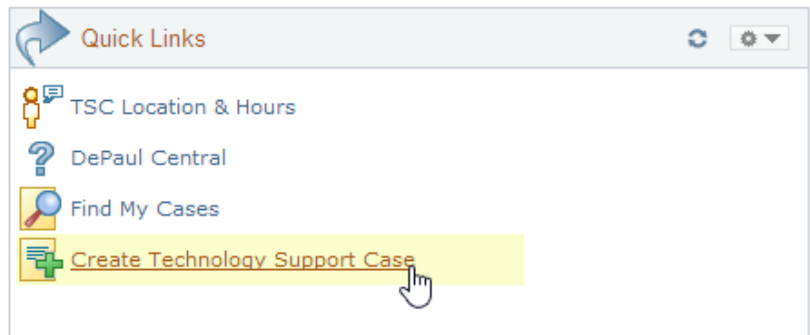 Quick Links
TSC Location & Hours
DePaul Central
Find My Cases
Create Technology Support Case